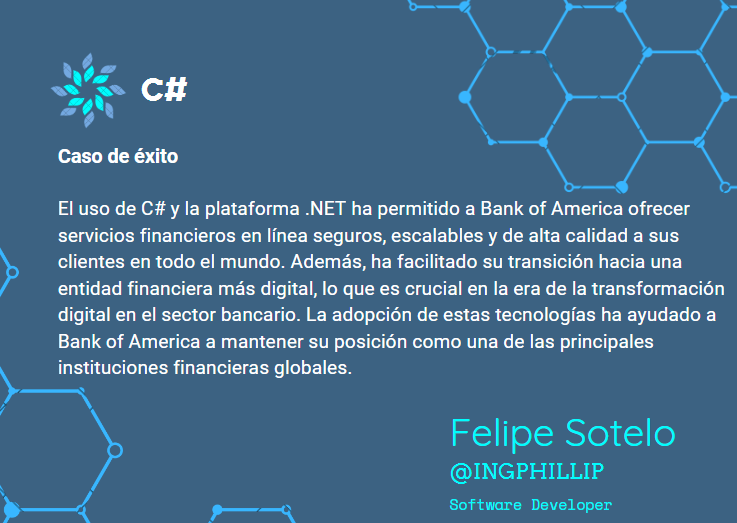 C#
Caso de éxito
El uso de C# y la plataforma .NET ha permitido a Bank of America ofrecer
servicios financieros en línea seguros, escalables y de alta calidad a sus
clientes en todo el mundo. Además, ha facilitado su transición hacia una
entidad financiera más digital, lo que es crucial en la era de la transformación
digital en el sector bancario. La adopción de estas tecnologías ha ayudado a
Bank of America a mantener su posición como una de las principales
instituciones financieras globales.
Felipe Sotelo
@INGPHILLIP
Software Developer